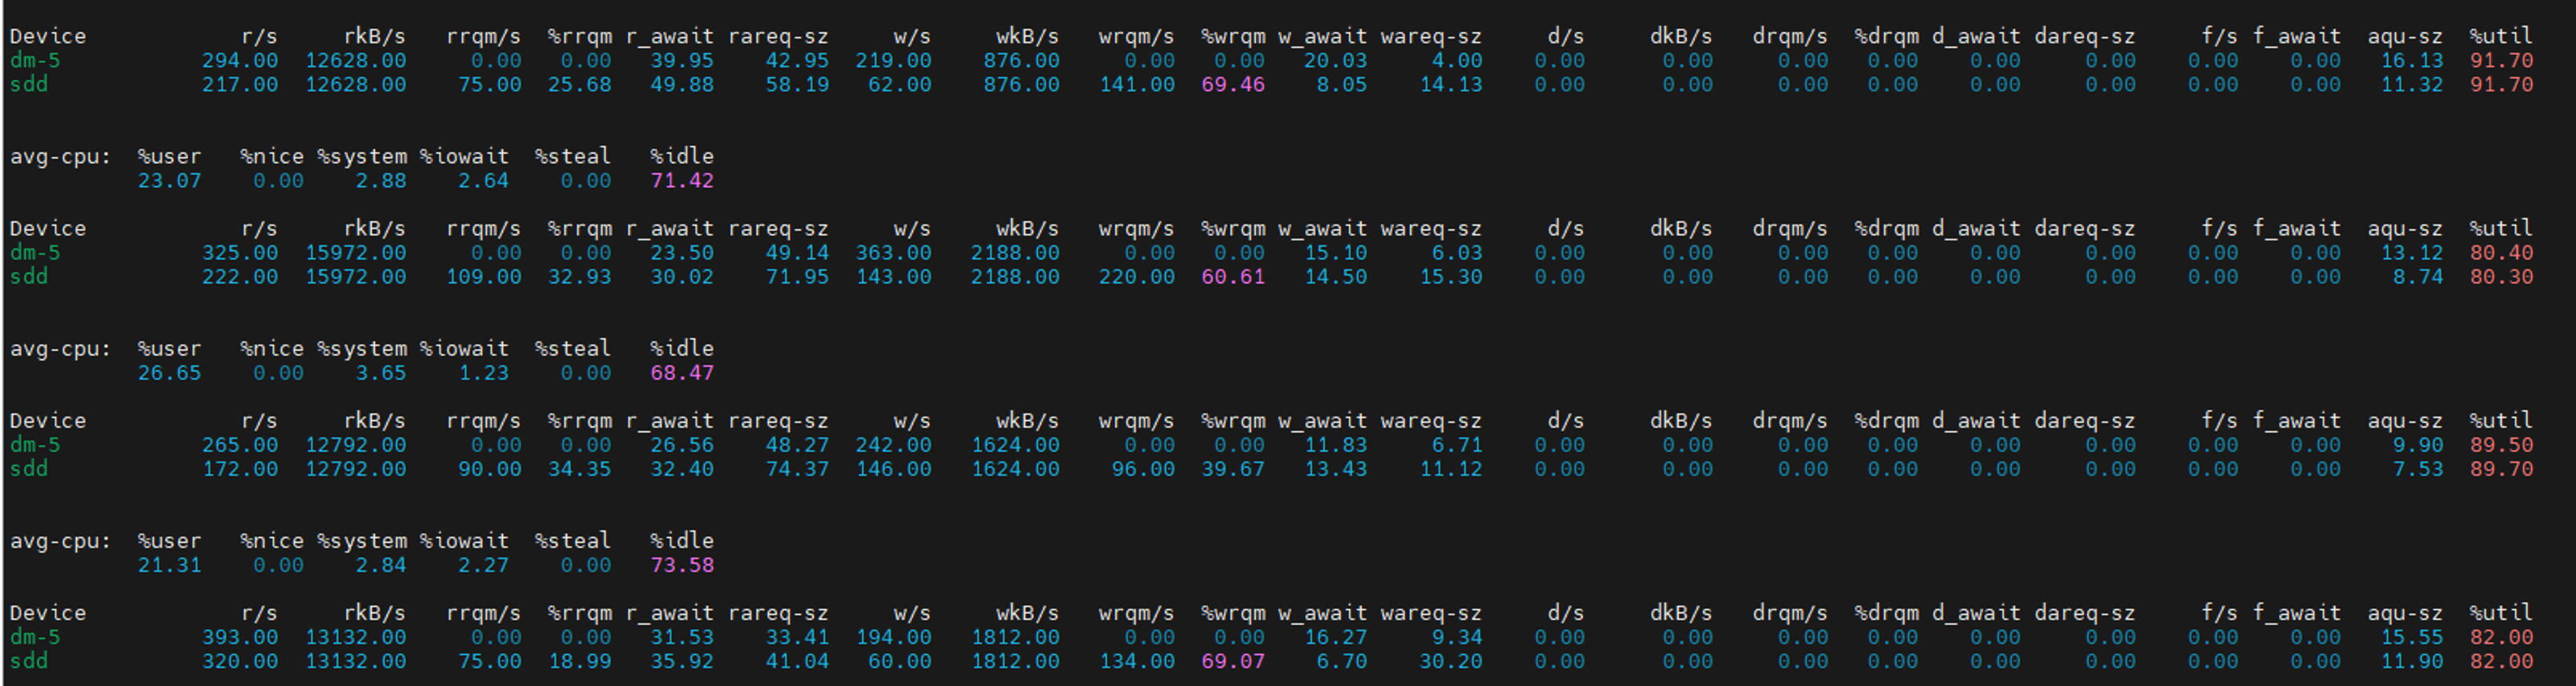 Device r/s rkB/s rrqm/s %rrqm r_await rareq-sz w/s wkB/s wrqm/s %wrqm w_await wareq-sz d/s dkB/s drqm/s %drqm d_await dareq-sz f/s f_await aqu-sz %util
dm-5 294.00 12628.00 0.00 0.00 39.95 42.95 219.00 876.00 0.00 0.00 20.03 4.00 0.00 0.00 0.00 0.00 0.00 0.00 0.00 0.00 16.13 91.70
sdd 217.00 12628.00 75.00 25.68 49.88 58.19 62.00 876.00 141.00 69.46 8.05 14.13 0.00 0.00 0.00 0.00 0.00 0.00 0.00 0.00 11.32 91.70
avg-cpu: %user %nice %system %iowait %steal %idle
23.07 0.00 2.88 2.64 0.00 71.42
Device r/s rkB/s rrqm/s %rrqm r_await rareq-sz w/s wkB/s wrqm/s %wrqm w_await wareq-sz d/s dkB/s drqm/s %drqm d_await dareq-sz f/s f_await aqu-sz %util
dm-5 325.00 15972.00 0.00 0.00 23.50 49.14 363.00 2188.00 0.00 0.00 15.10 6.03 0.00 0.00 0.00 0.00 0.00 0.00 0.00 0.00 13.12 80.40
sdd 222.00 15972.00 109.00 32.93 30.02 71.95 143.00 2188.00 220.00 60.61 14.50 15.30 0.00 0.00 0.00 0.00 0.00 0.00 0.00 0.00 8.74 80.30
avg-cpu: %user %nice %system %iowait %steal %idle
26.65 0.00 3.65 1.23 0.00 68.47
Device r/s rkB/s rrqm/s %rrqm r_await rareq-sz w/s wkB/s wrqm/s %wrqm w_await wareq-sz d/s dkB/s drqm/s %drqm d_await dareq-sz f/s f_await aqu-sz %util
dm-5 265.00 12792.00 0.00 0.00 26.56 48.27 242.00 1624.00 0.00 0.00 11.83 6.71 0.00 0.00 0.00 0.00 0.00 0.00 0.00 0.00 9.90 89.50
sdd 172.00 12792.00 90.00 34.35 32.40 74.37 146.00 1624.00 96.00 39.67 13.43 11.12 0.00 0.00 0.00 0.00 0.00 0.00 0.00 0.00 7.53 89.70
avg-cpu: %user %nice %system %iowait %steal %idle
21.31 0.00 2.84 2.27 0.00 73.58
Device r/s rkB/s rrqm/s %rrqm r_await rareq-sz w/s wkB/s wrqm/s %wrqm w_await wareq-sz d/s dkB/s drqm/s %drqm d_await dareq-sz f/s f_await aqu-sz %util
dm-5 393.00 13132.00 0.00 0.00 31.53 33.41 194.00 1812.00 0.00 0.00 16.27 9.34 0.00 0.00 0.00 0.00 0.00 0.00 0.00 0.00 15.55 82.00
sdd 320.00 13132.00 75.00 18.99 35.92 41.04 60.00 1812.00 134.00 69.07 6.70 30.20 0.00 0.00 0.00 0.00 0.00 0.00 0.00 0.00 11.90 82.00